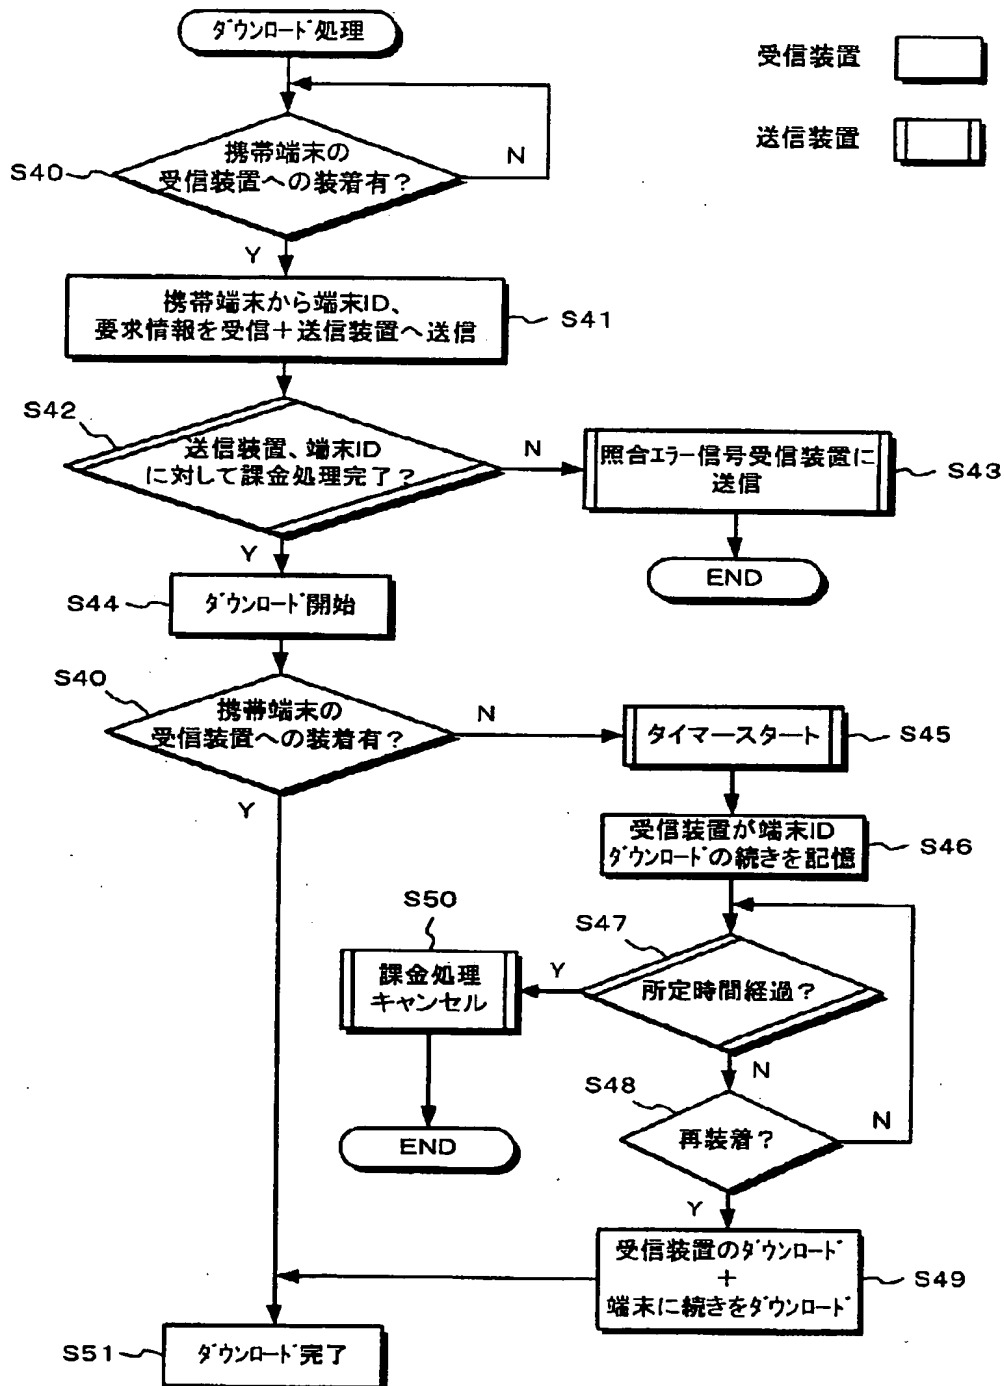 ダウンロード処理
受信装置
送信装置
S40
携帯端末の
受信装置への装着有?
N
Y
携帯端末から端末ID、
要求情報を受信+送信装置へ送信
S41
S42
送信装置、端末ID
に対して課金処理完了?
N
照合エラー信号受信装置に
送信
S43
Y
END
S44
ダウンロード開始
S40
携帯端末の
受信装置への装着有?
N
タイマースタート
S45
Y
受信装置が端末ID
ダウンロードの続きを記憶
S46
S50
S47
課金処理
キャンセル
Y
所定時間経過?
N
S48
END
再装着?
N
Y
受信装置のダウンロード
+
端末に続きをダウンロード
S49
S51
ダウンロード完了